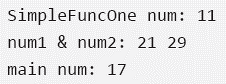 SimpleFuncOne num: 11
num1 & num2: 21 29
main num: 17